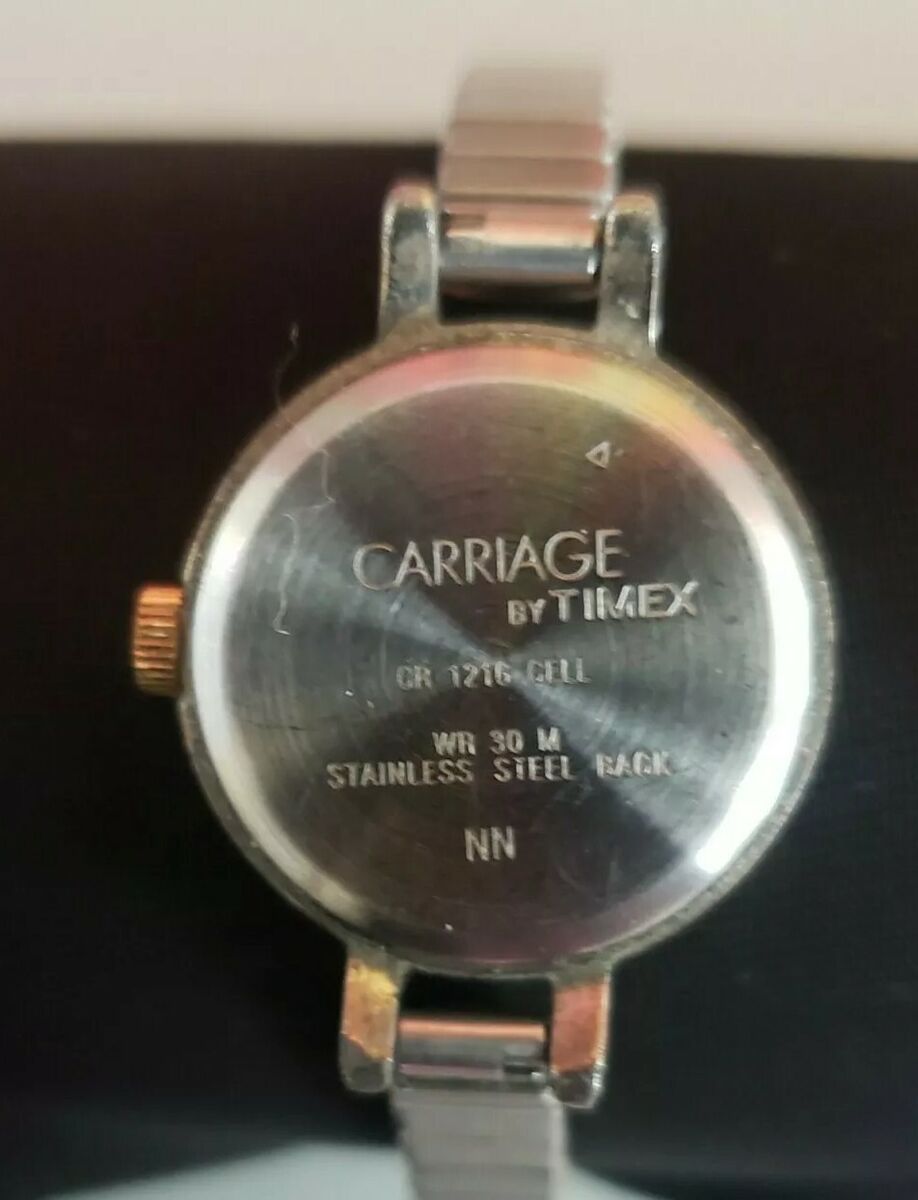 CARRIAGE
BY TIMEX
CR 1216 CELL
WR 30 M
STAINLESS STEEL BACK
NN